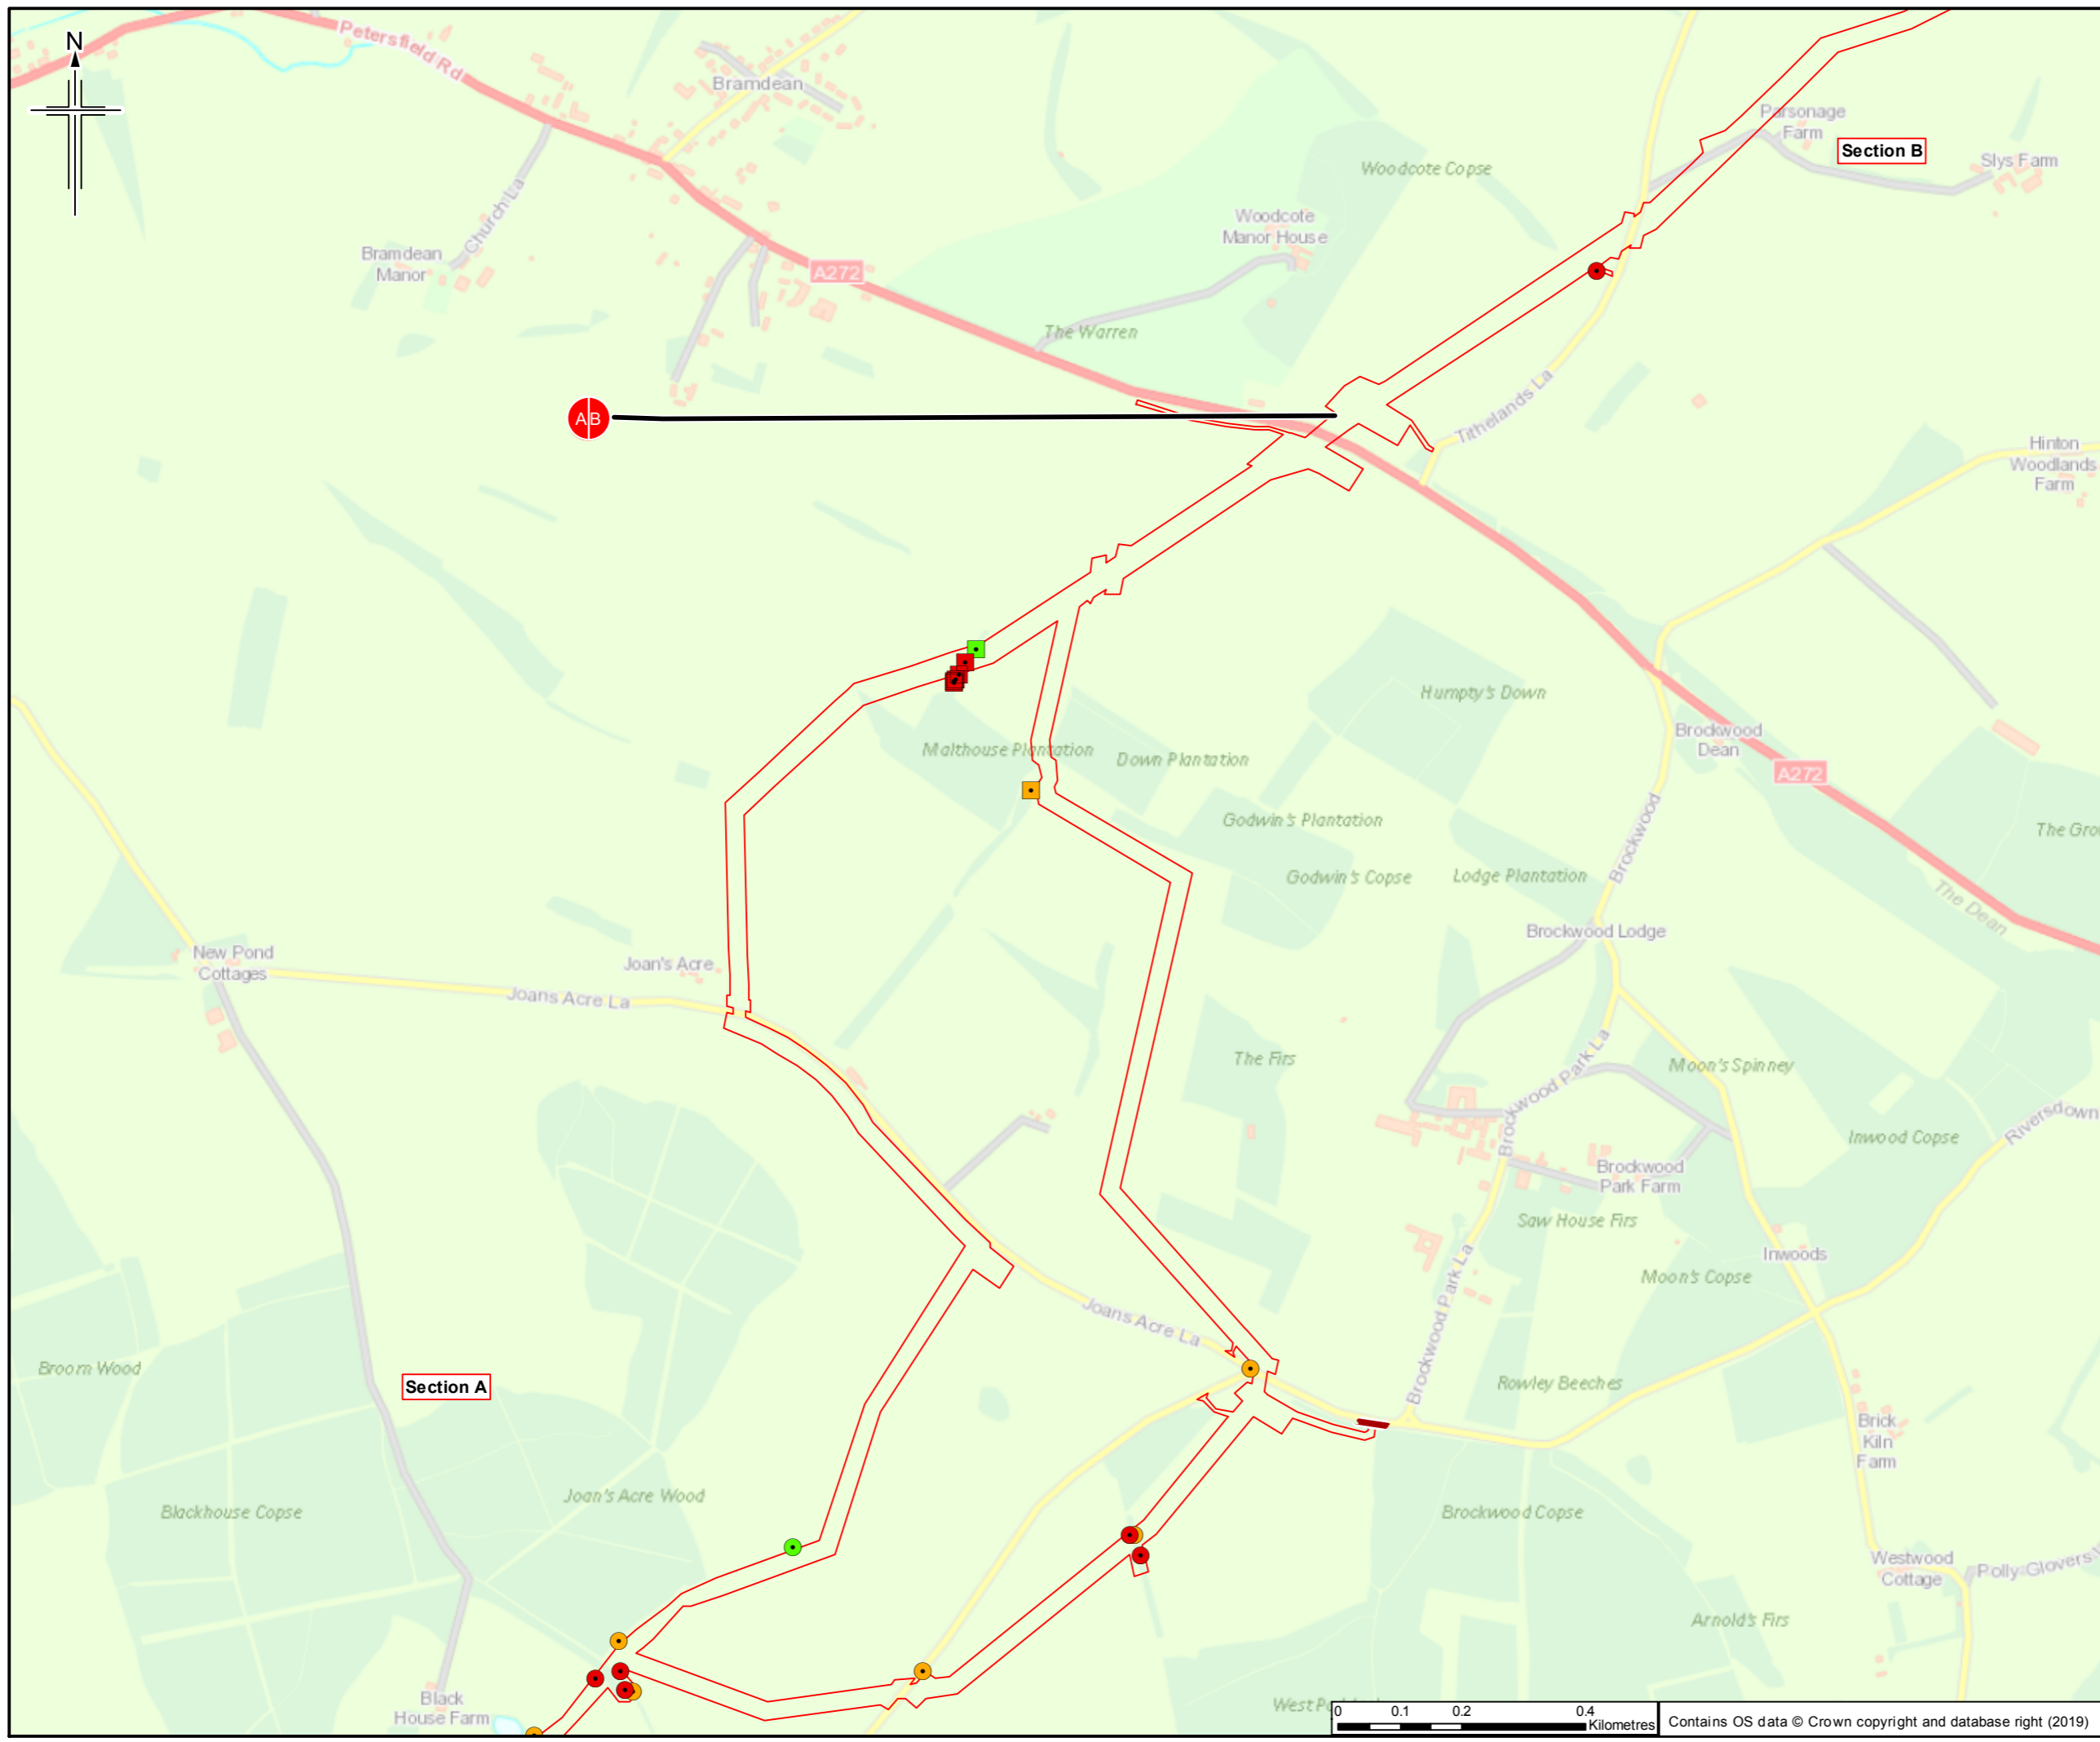 N
Petersfield Rd
Bramdean
Parsonage
Farm
Section B
Slys Farm
Woodcote Copse
Church La
Woodcote
Manor House
Bramdean
Manor
A272
The Warren
A B
Tithelands La
Hinton
Woodlands
Farm
Humpty's Down
Malthouse Plantation
Down Plantation
Brockwood
Dean
A272
Godwin's Plantation
Brockwood
Godwin's Copse
Lodge Plantation
The Dean
Brockwood Lodge
New Pond
Cottages
Joan's Acre
Joans Acre La
The Firs
Brockwood Park La
Moon's Spinney
Riversdown
Inwood Copse
Brockwood
Park Farm
Saw House Firs
Inwoods
Moon's Copse
Joans Acre La
Brockwood Park La
Broom Wood
Section A
Rowley Beeches
Brick
Kiln
Farm
Joan's Acre Wood
Blackhouse Copse
Brockwood Copse
Westwood
Cottage
Arnold's Firs
Black
House Farm
0 0.1 0.2 0.4
Kilometres
Contains OS data © Crown copyright and database right (2019)